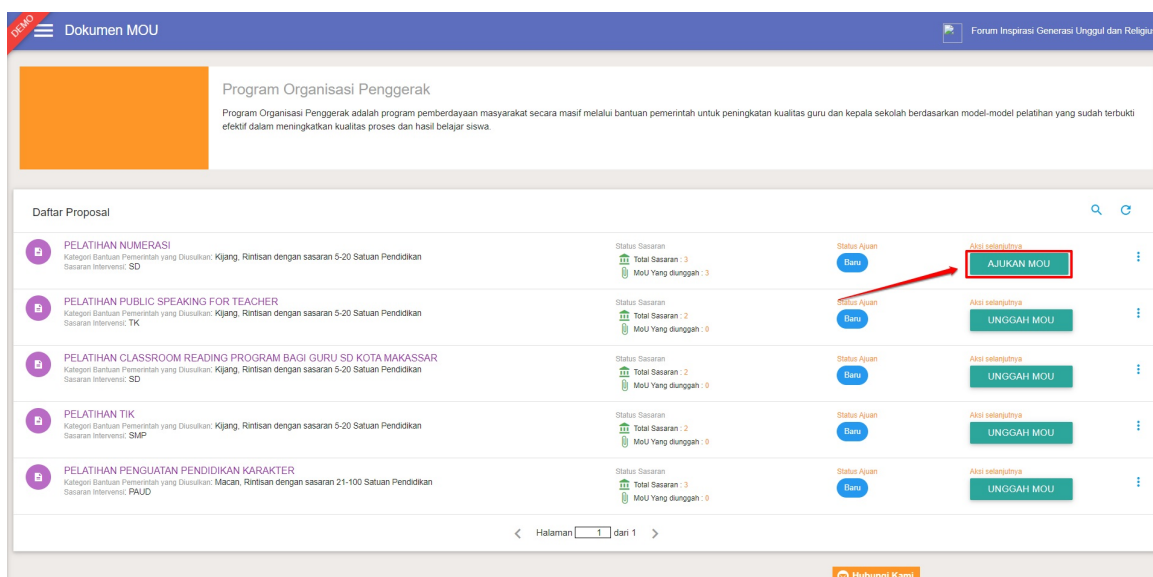 DEMO
Dokumen MOU
Forum Inspirasi Generasi Unggul dan Religiu
Program Organisasi Penggerak
Program Organisasi Penggerak adalah program pemberdayaan masyarakat secara masif melalui bantuan pemerintah untuk peningkatan kualitas guru dan kepala sekolah berdasarkan model-model pelatihan yang sudah terbukti
efektif dalam meningkatkan kualitas proses dan hasil belajar siswa.
Daftar Proposal
PELATIHAN NUMERASI
Kategori Bantuan Pemerintah yang Diusulkan: Kijang, Rintisan dengan sasaran 5-20 Satuan Pendidikan
Sasaran Intervensi: SD
Status Sasaran
Total Sasaran : 3
MoU Yang diunggah : 3
Status Ajuan
Baru
Aksi selanjutnya
AJUKAN MOU
PELATIHAN PUBLIC SPEAKING FOR TEACHER
Kategori Bantuan Pemerintah yang Diusulkan: Kijang, Rintisan dengan sasaran 5-20 Satuan Pendidikan
Sasaran Intervensi: TK
Status Sasaran
Total Sasaran : 2
MoU Yang diunggah : 0
Status Ajuan
Baru
Aksi selanjutnya
UNGGAH MOU
PELATIHAN CLASSROOM READING PROGRAM BAGI GURU SD KOTA MAKASSAR
Kategori Bantuan Pemerintah yang Diusulkan: Kijang, Rintisan dengan sasaran 5-20 Satuan Pendidikan
Sasaran Intervensi: SD
Status Sasaran
Total Sasaran : 2
MoU Yang diunggah : 0
Status Ajuan
Baru
Aksi selanjutnya
UNGGAH MOU
PELATIHAN TIK
Kategori Bantuan Pemerintah yang Diusulkan: Kijang, Rintisan dengan sasaran 5-20 Satuan Pendidikan
Sasaran Intervensi: SMP
Status Sasaran
Total Sasaran : 2
MoU Yang diunggah : 0
Status Ajuan
Baru
Aksi selanjutnya
UNGGAH MOU
PELATIHAN PENGUATAN PENDIDIKAN KARAKTER
Kategori Bantuan Pemerintah yang Diusulkan: Macan, Rintisan dengan sasaran 21-100 Satuan Pendidikan
Sasaran Intervensi: PAUD
Status Sasaran
Total Sasaran : 3
MoU Yang diunggah : 0
Status Ajuan
Baru
Aksi selanjutnya
UNGGAH MOU
Halaman 1 dari 1
Hubungi Kami